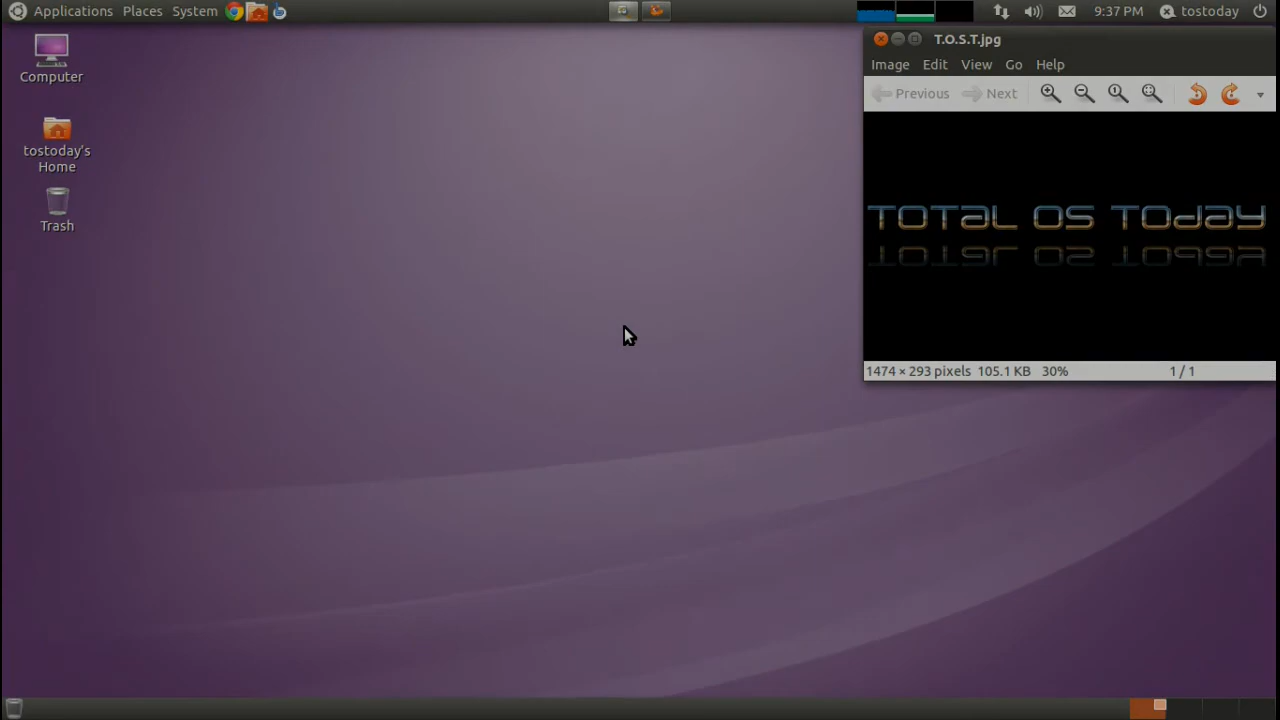 Applications Places System
9:37 PM tostoday
Computer
tostoday's
Home
Trash
T.O.S.T.jpg
Image Edit View Go Help
Previous Next
TOTAL OS TODAY
1474 × 293 pixels 105.1 KB 30% 1 / 1